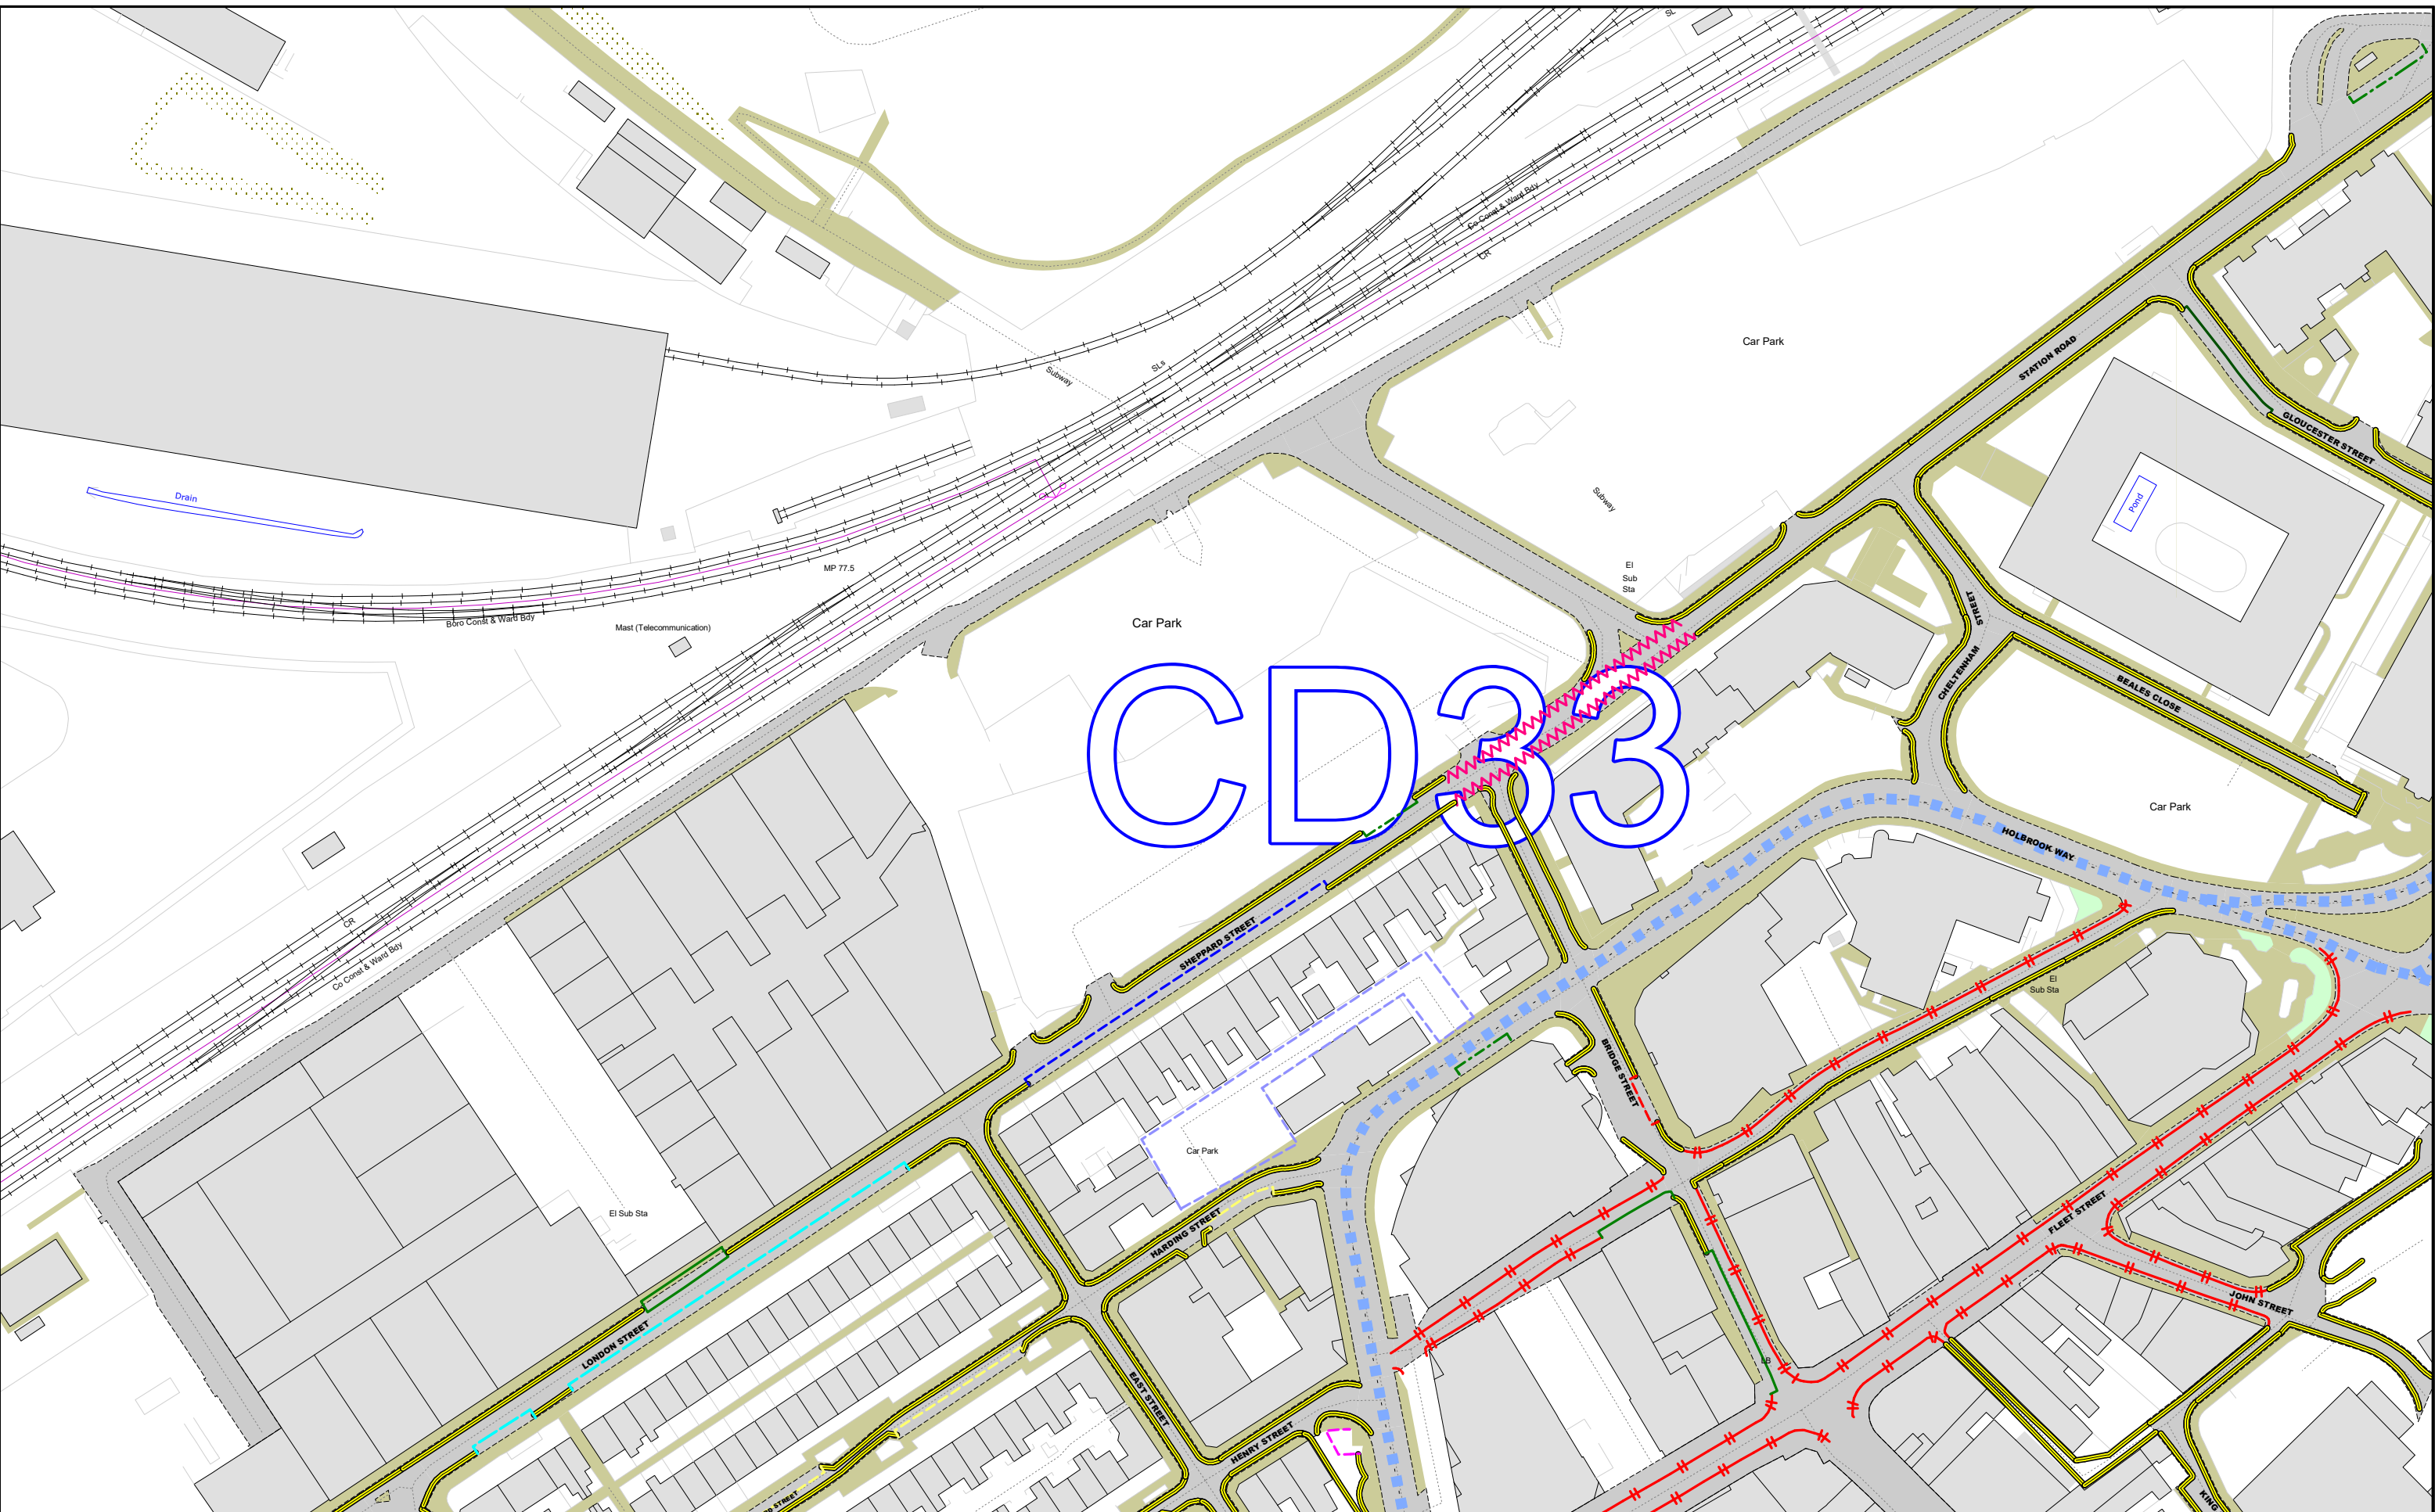 SL
Co Const & Ward Bdy
CR
Car Park
STATION ROAD
SLs
Subway
GLOUCESTER STREET
Drain
Pond
Subway
MP 77.5
El
Sub
Sta
STREET
Boro Const & Ward Bdy
Mast (Telecommunication)
Car Park
CHELTENHAM
BEALES CLOSE
CD33
Car Park
HOLBROOK WAY
CR
SHEPPARD STREET
Co Const & Ward Bdy
El
Sub Sta
BRIDGE STREET
Car Park
El Sub Sta
HARDING STREET
FLEET STREET
JOHN STREET
LONDON STREET
LB
EAST STREET
HENRY STREET
STREET
KING